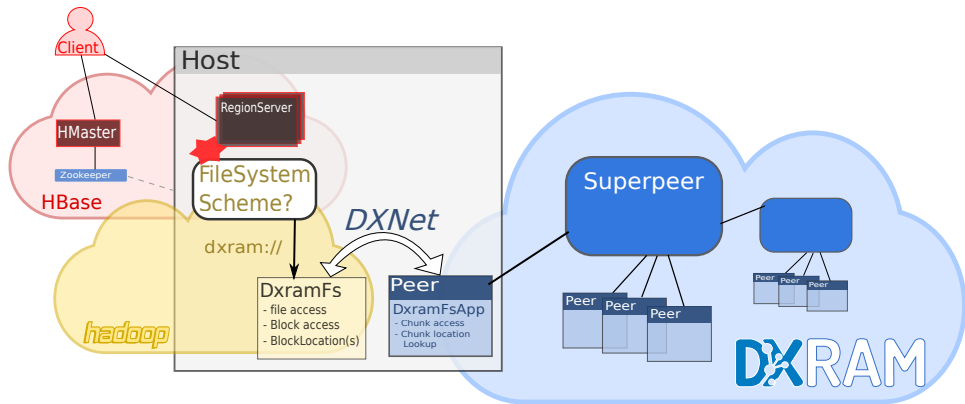 Client
Host
RegionServer
HMaster
Zookeeper
HBase
FileSystem
Scheme?
dxram://
DXNet
DxramFs
- file access
- Block access
- BlockLocation(s)
Peer
DxramFsApp
- Chunk access
- Chunk location
Lookup
hadoop
Superpeer
Peer
Peer
Peer
Peer
Peer
Peer
DXRAM